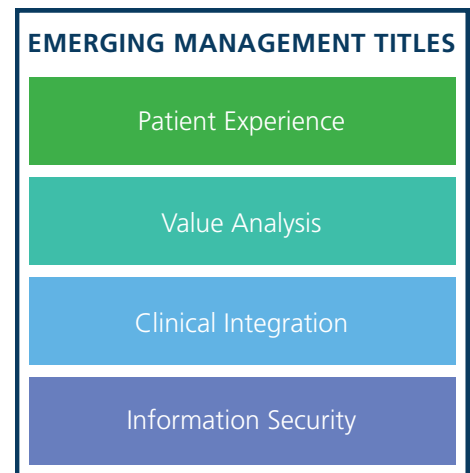 EMERGING MANAGEMENT TITLES
Patient Experience
Value Analysis
Clinical Integration
Information Security